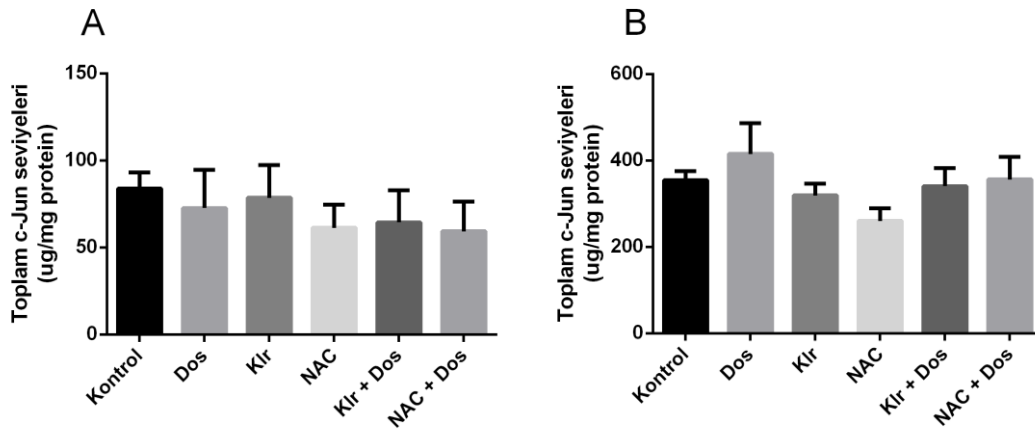 A
Toplam c-Jun seviyeleri
(ug/mg protein)
150
100
50
0
Kontrol
Dos
Klr
NAC
Klr + Dos
NAC + Dos
B
Toplam c-Jun seviyeleri
(ug/mg protein)
600
400
200
0
Kontrol
Dos
Klr
NAC
Klr + Dos
NAC + Dos